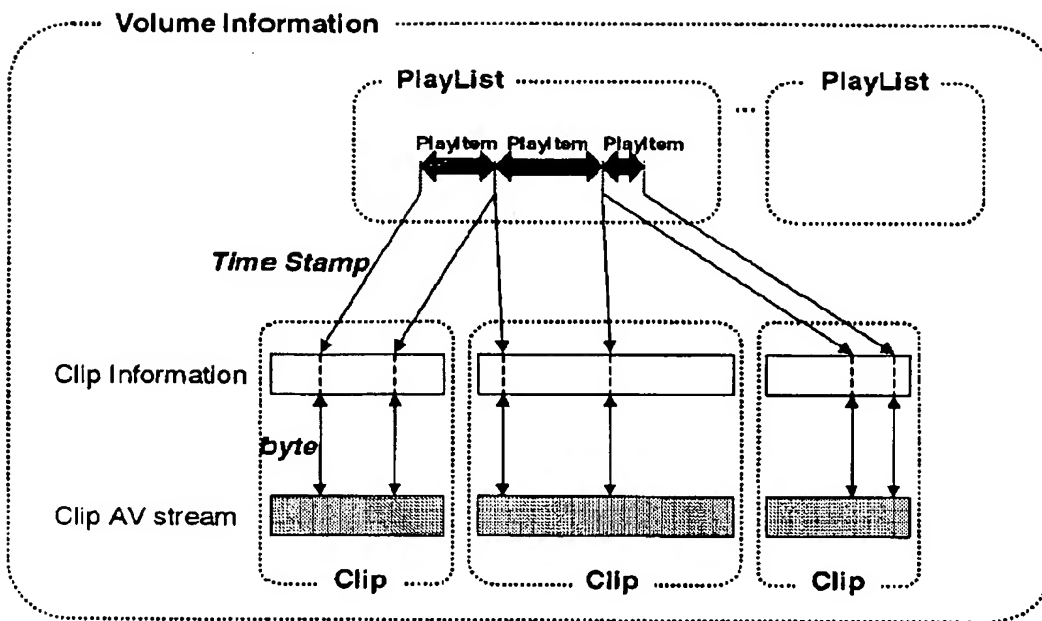 Volume Information
PlayList
...
PlayList
PlayItem PlayItem PlayItem
Time Stamp
Clip Information
byte
Clip AV stream
Clip
Clip
Clip